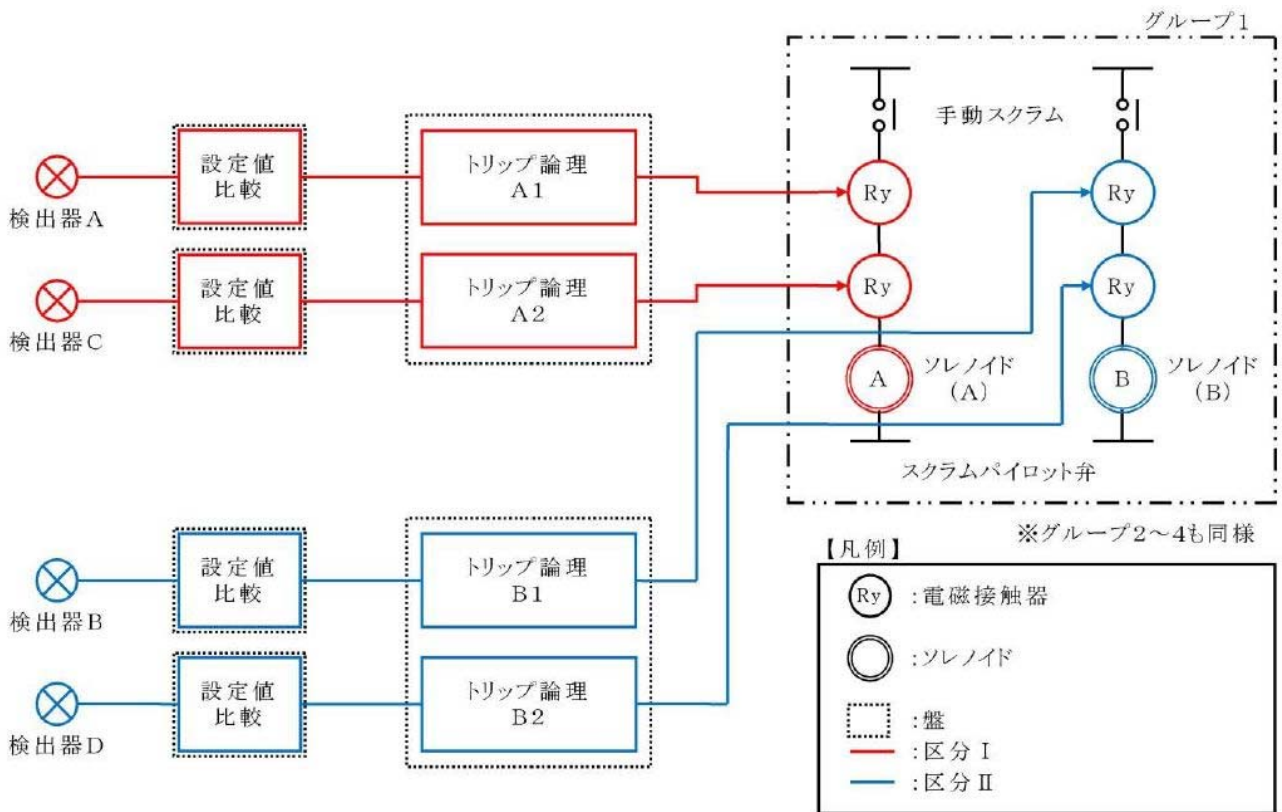 グループ1
手動スクラム
設定値
比較
トリップ論理
A1
Ry
Ry
検出器A
設定値
比較
トリップ論理
A2
Ry
Ry
検出器C
A
ソレノイド
(A)
B
ソレノイド
(B)
スクラムパイロット弁
※グループ2~4も同様
設定値
比較
トリップ論理
B1
検出器B
設定値
比較
トリップ論理
B2
検出器D
【凡例】
Ry :電磁接触器
:ソレノイド
:盤
:区分Ⅰ
:区分Ⅱ